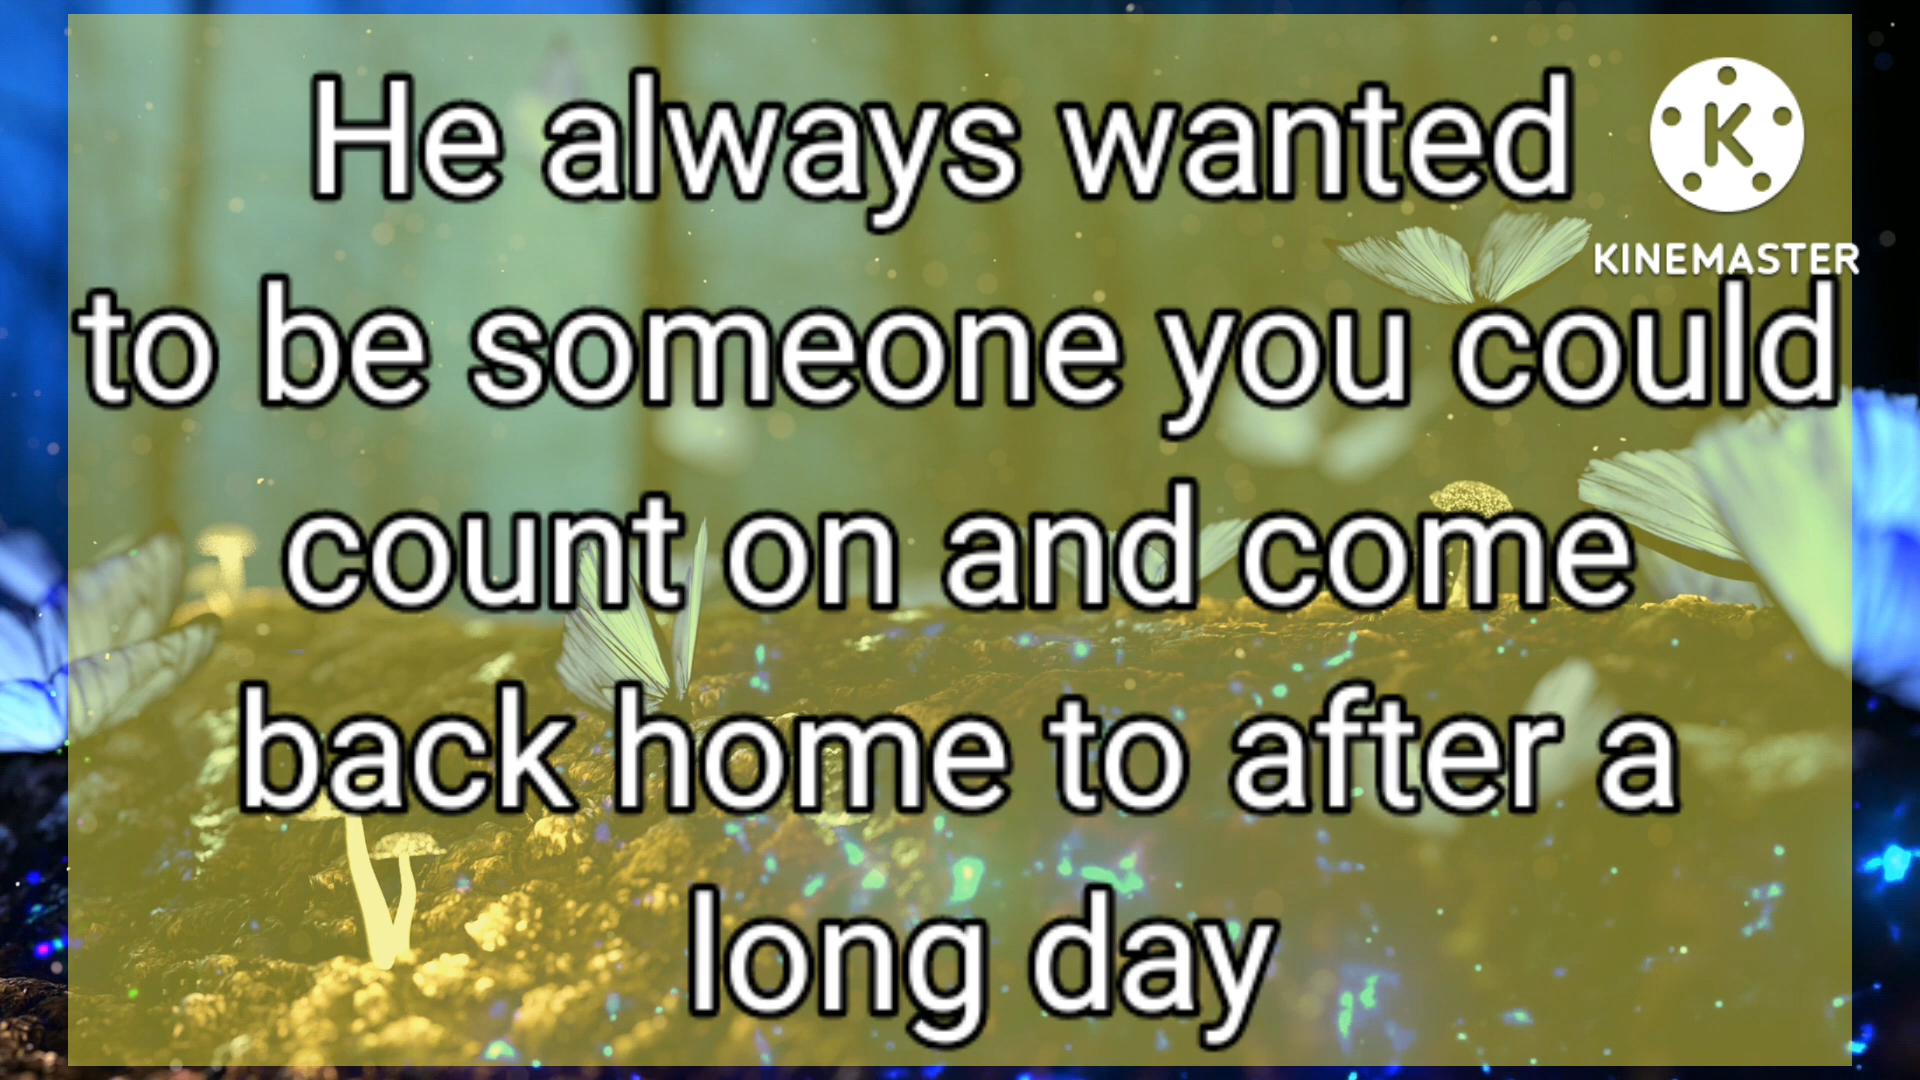 He always wanted
K
KINEMASTER
to be someone you could
count on and come
back home to after a
long day